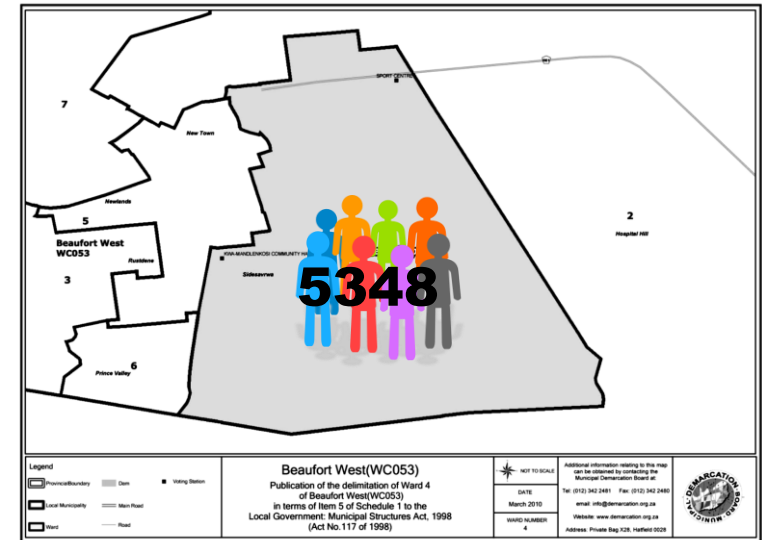 SPORT CENTRE
7
New Town
Newlands
5
2
Hospital Hill
Beaufort West
WC053
Rustdene
KWA-MANDLENKOSI COMMUNITY HA
3
Sidesavrwa
5348
6
Prince Valley
Legend
ProvincialBoundary
Dam
Voting Station
Local Municipality
Main Road
Ward
Road
Beaufort West(WC053)
Publication of the delimitation of Ward 4
of Beaufort West(WC053)
in terms of Item 5 of Schedule 1 to the
Local Government: Municipal Structures Act, 1998
(Act No.117 of 1998)
NOT TO SCALE
DATE
March 2010
WARD NUMBER
4
Additional information relating to this map
can be obtained by contacting the
Municipal Demarcation Board at
Tel: (012) 342 2481 Fax: (012) 342 2480
email: info@demarcation.org.za
Website: www.demarcation.org.za
Address: Private Bag X28, Hatfield 0028
MUNICIPAL DEMARCATION BOARD